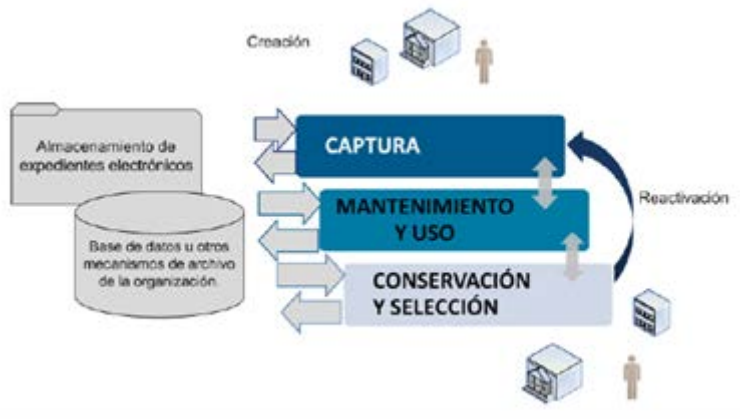 Creación
Almacenamiento de
expedientes electrónicos
Base de datos u otros
mecanismos de archivo
de la organización
CAPTURA
MANTENIMIENTO
Y USO
CONSERVACIÓN
Y SELECCIÓN
Reactivación